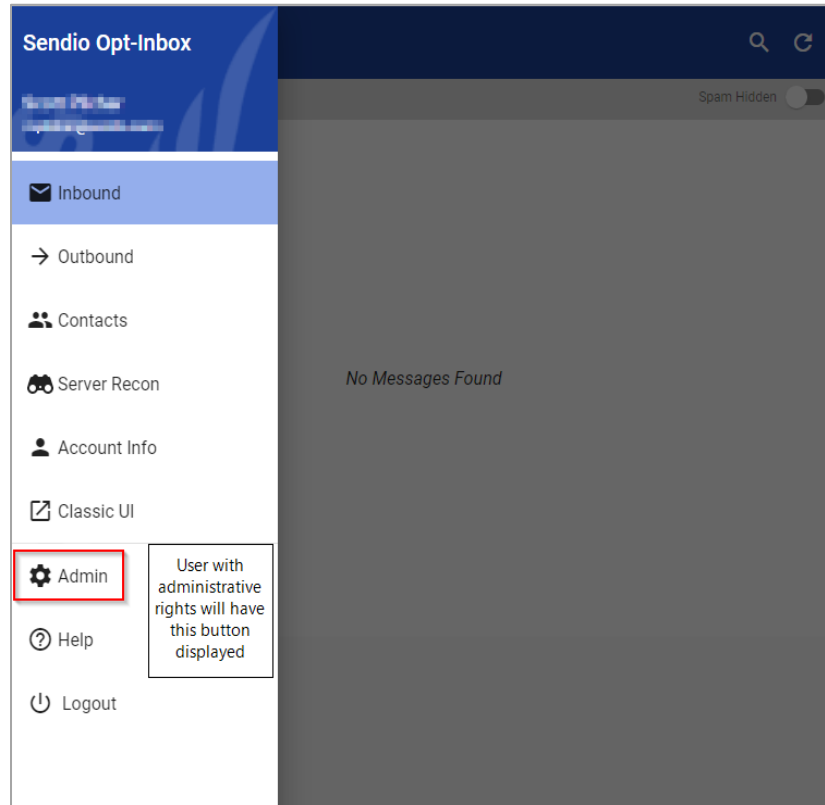 Sendio Opt-Inbox
Spam Hidden
Inbound
Outbound
Contacts
Server Recon
No Messages Found
Account Info
Classic UI
Admin
User with
administrative
rights will have
this button
displayed
Help
Logout